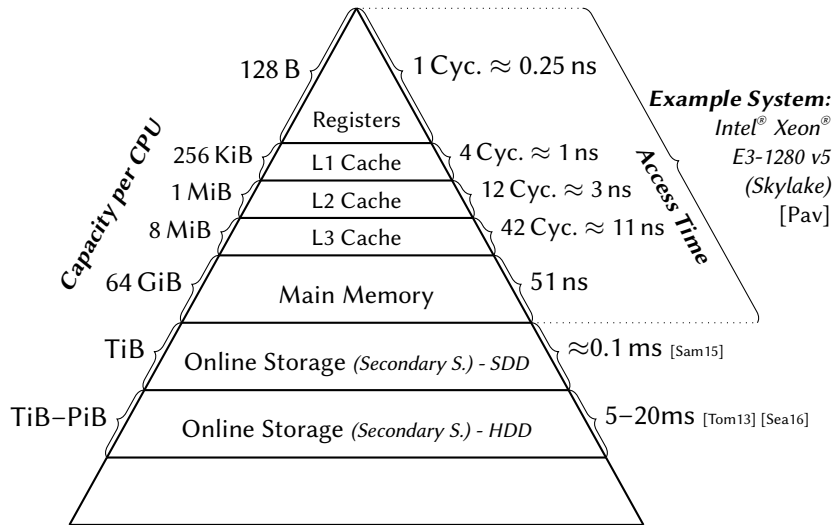 128 B
1 Cyc. ≈ 0.25 ns
Registers
256 KiB
L1 Cache
4 Cyc. ≈ 1 ns
1 MiB
L2 Cache
12 Cyc. ≈ 3 ns
8 MiB
L3 Cache
42 Cyc. ≈ 11 ns
64 GiB
Main Memory
51 ns
TiB
Online Storage (Secondary S.) - SDD
≈0.1 ms [Sam15]
TiB–PiB
Online Storage (Secondary S.) - HDD
5–20ms [Tom13] [Sea16]
Capacity per CPU
Access Time
Example System:
Intel® Xeon®
E3-1280 v5
(Skylake)
[Pav]